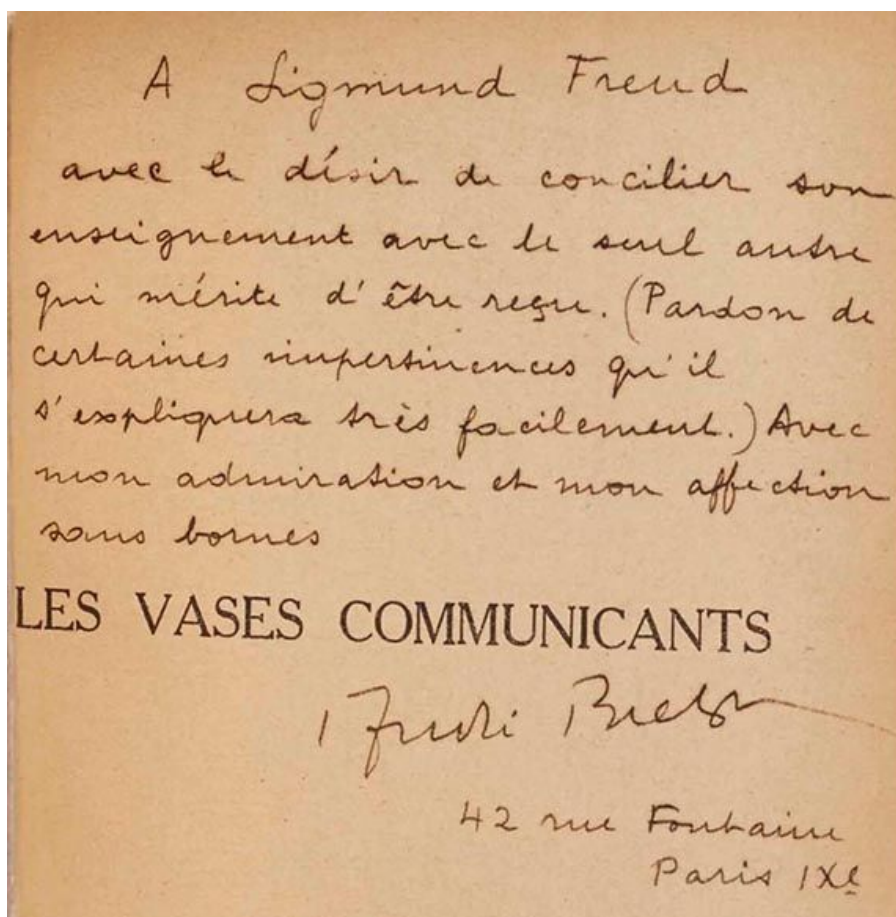 A Sigmund Freud
avec le désir de concilier son
enseignement avec le seul autre
qui mérite d'être reçu. (Pardon de
certaines impertinences qu'il
s'expliquera très facilement.) Avec
mon admiration et mon affection
sans bornes
LES VASES COMMUNICANTS
André Breton
42 rue Fontaine
Paris IXe